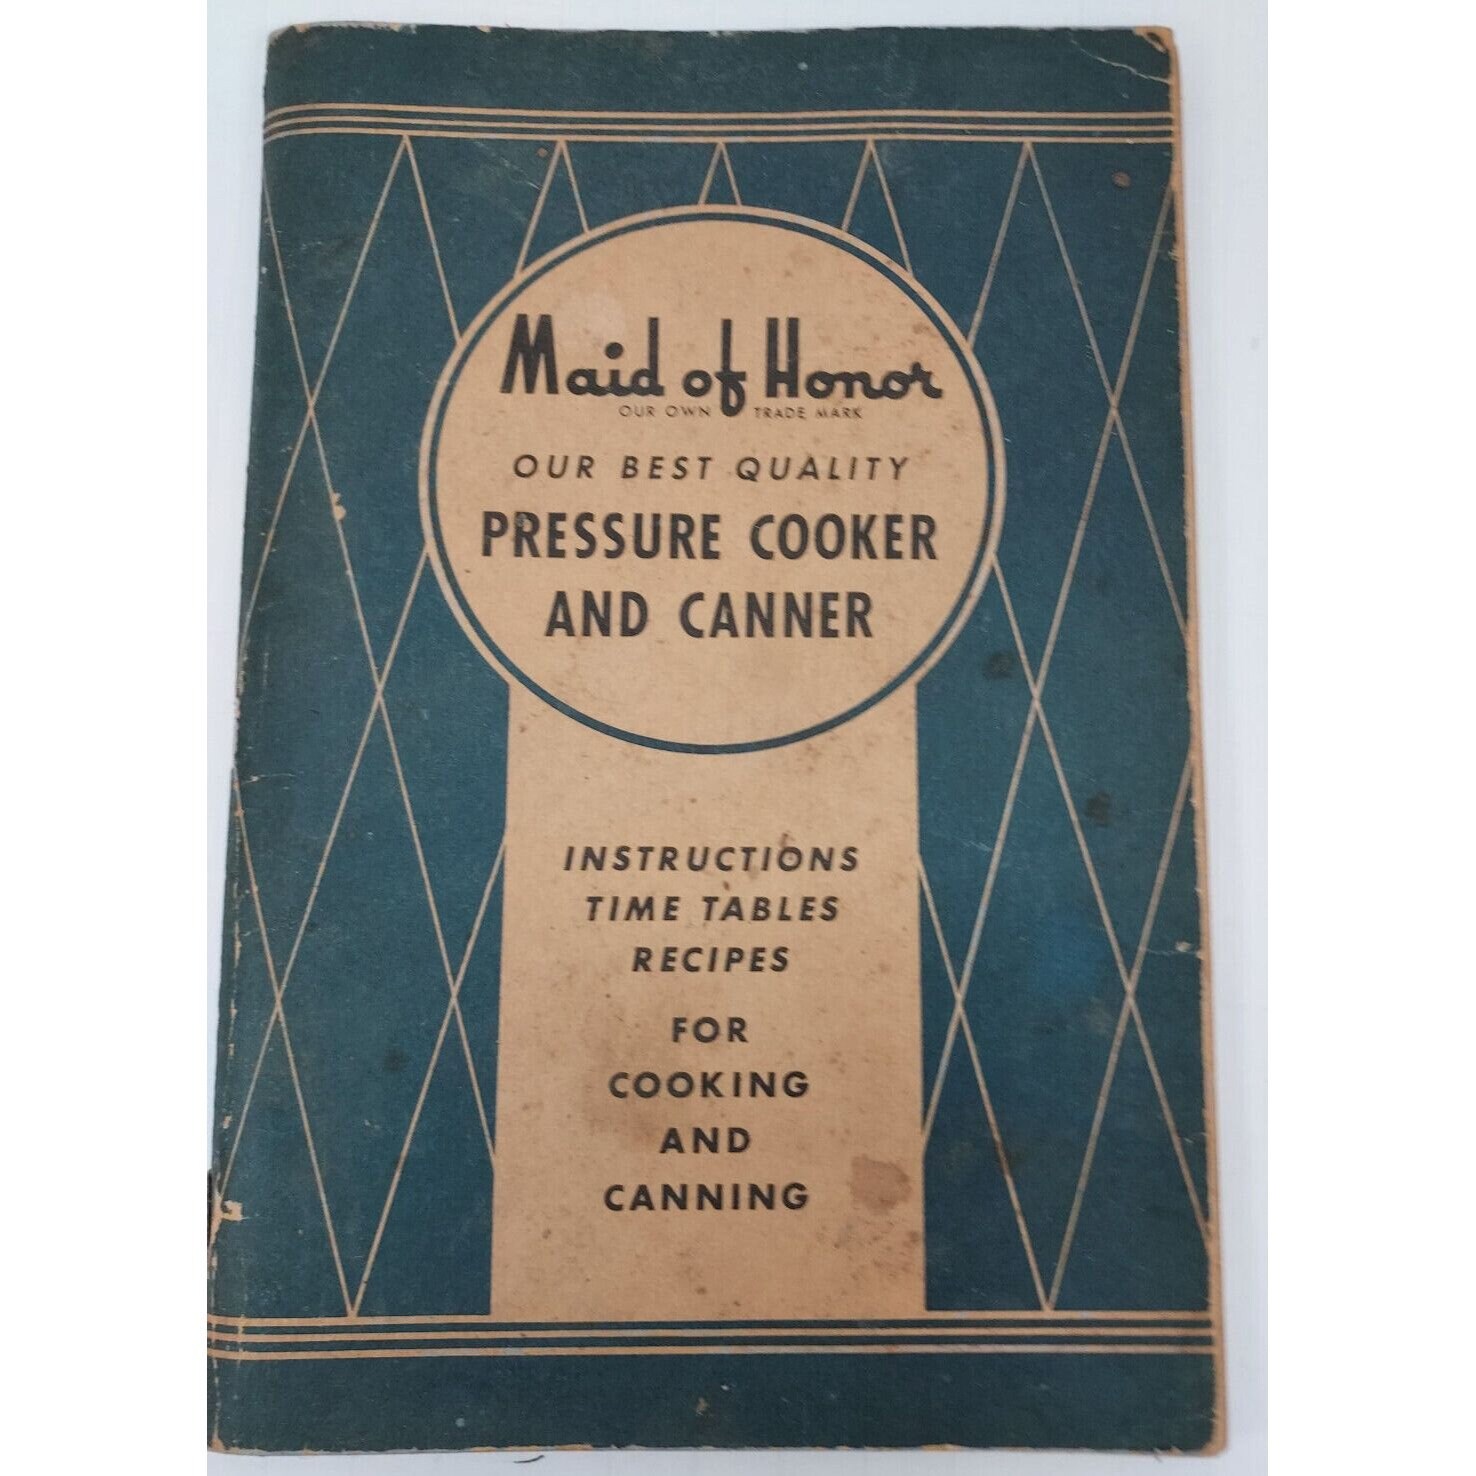 Maid of Honor
OUR OWN TRADE MARK
OUR BEST QUALITY
PRESSURE COOKER
AND CANNER
INSTRUCTIONS
TIME TABLES
RECIPES
FOR
COOKING
AND
CANNING